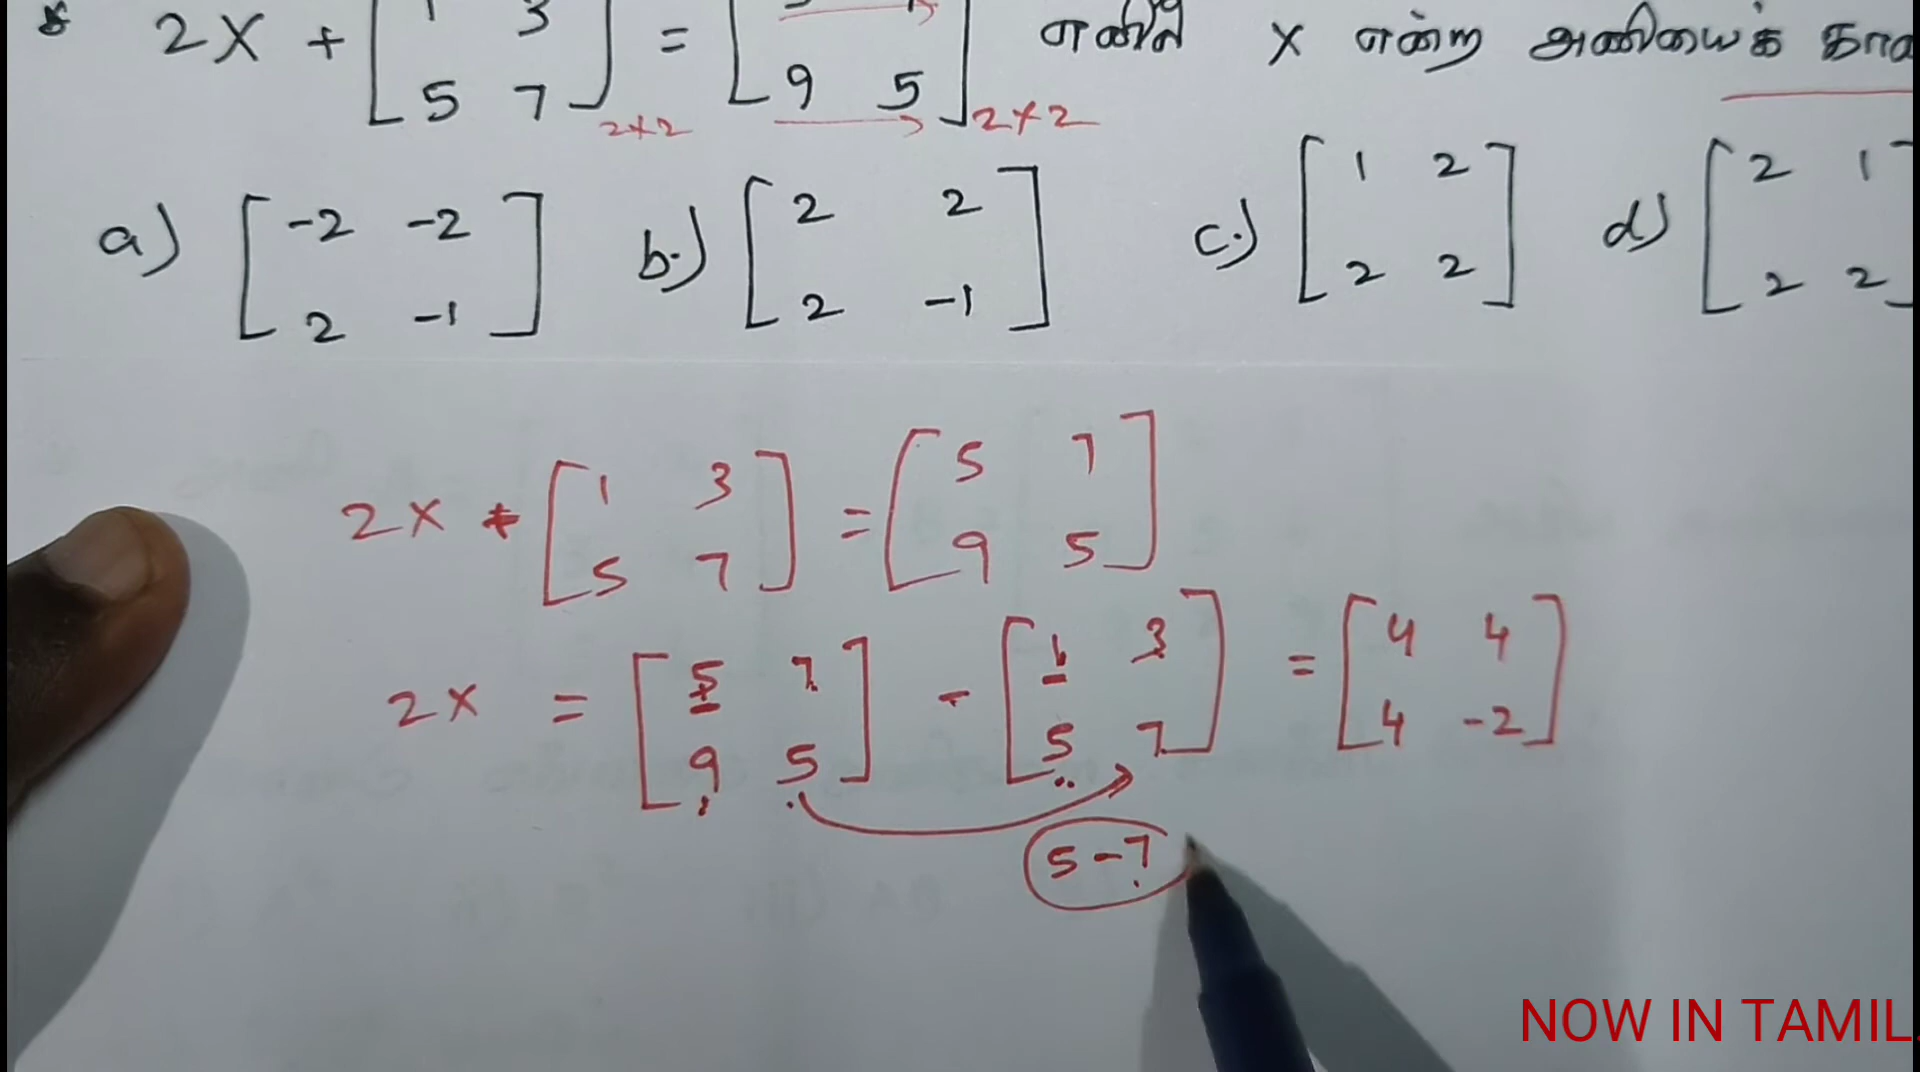 2X + [ 1 3 ] = [ 5 7 ] எனில் X என்ற அணியைக்
5 7 2×2 9 5 2×2
a) [ -2 -2 ] b.) [ 2 2 ] c.) [ 1 2 ] d) [ 2 1 ]
2 -1 2 -1 2 2 2 2
2X + [ 1 3 ] = [ 5 7 ]
5 7 9 5
2X = [ 5 7 ] - [ 1 3 ] = [ 4 4 ]
9 5 5 7 4 -2
5-7
NOW IN TAMIL